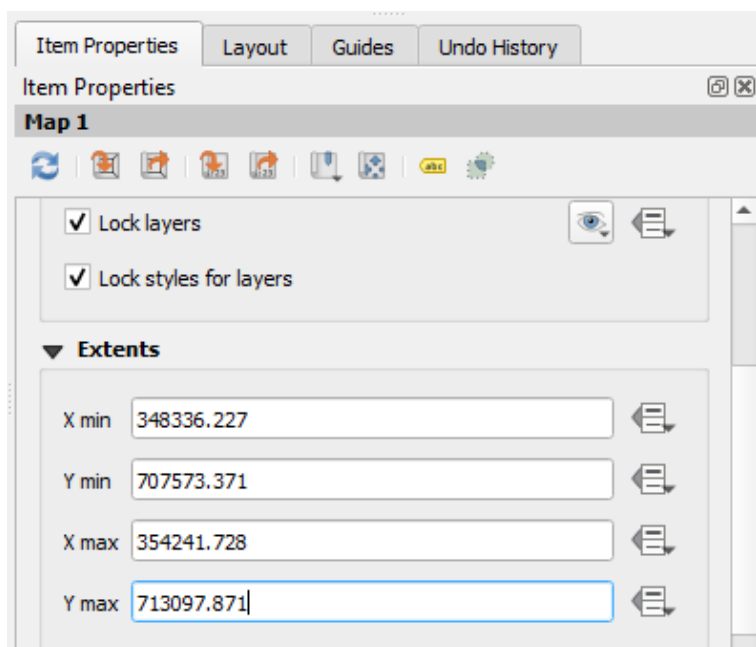 Item Properties Layout Guides Undo History
Item Properties
Map 1
abc
Lock layers
Lock styles for layers
Extents
X min 348336.227
Y min 707573.371
X max 354241.728
Y max 713097.871